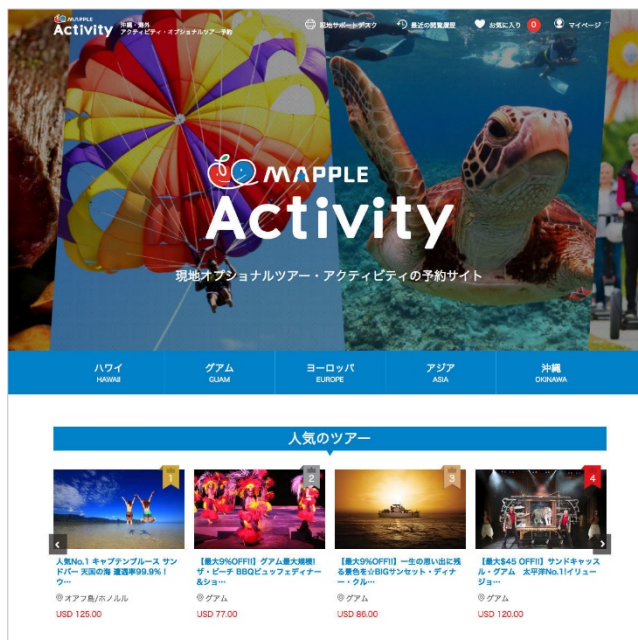 MAPPLE
Activity
沖縄・海外
アクティビティ・オプショナルツアー予約
現地サポートデスク
最近の閲覧履歴
お気に入り
0
マイページ
MAPPLE
Activity
現地オプショナルツアー・アクティビティの予約サイト
ハワイ
HAWAII
グアム
GUAM
ヨーロッパ
EUROPE
アジア
ASIA
沖縄
OKINAWA
人気のツアー
1
人気No.1 キャプテンブルース サン
ドバー 天国の海 遭遇率99.9%！
ウ…
オアフ島/ホノルル
USD 125.00
2
【最大9%OFF!!】グアム最大規模!
ザ・ビーチ BBQビュッフェディナー
&ショ…
グアム
USD 77.00
3
【最大9%OFF!!】一生の思い出に残
る景色を☆BIGサンセット・ディナ
ー・クル…
グアム
USD 86.00
4
【最大$45 OFF!!】サンドキャッス
ル・グアム 太平洋No.1!イリュー
ジョ…
グアム
USD 120.00